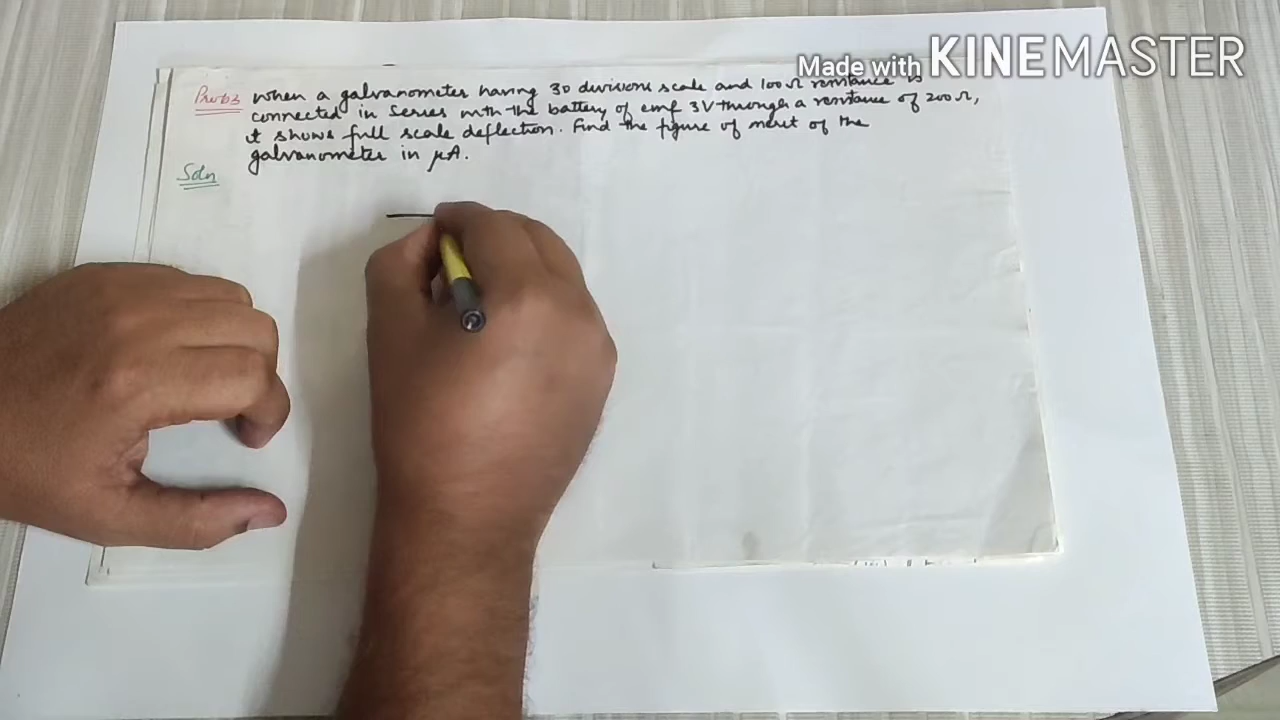 Made with KINEMASTER
Prob3 When a galvanometer having 30 divisions scale and 100Ω resistance is
connected in series with the battery of emf 3V through a resistance of 200Ω,
it shows full scale deflection. Find the figure of merit of the
galvanometer in μA.
Soln